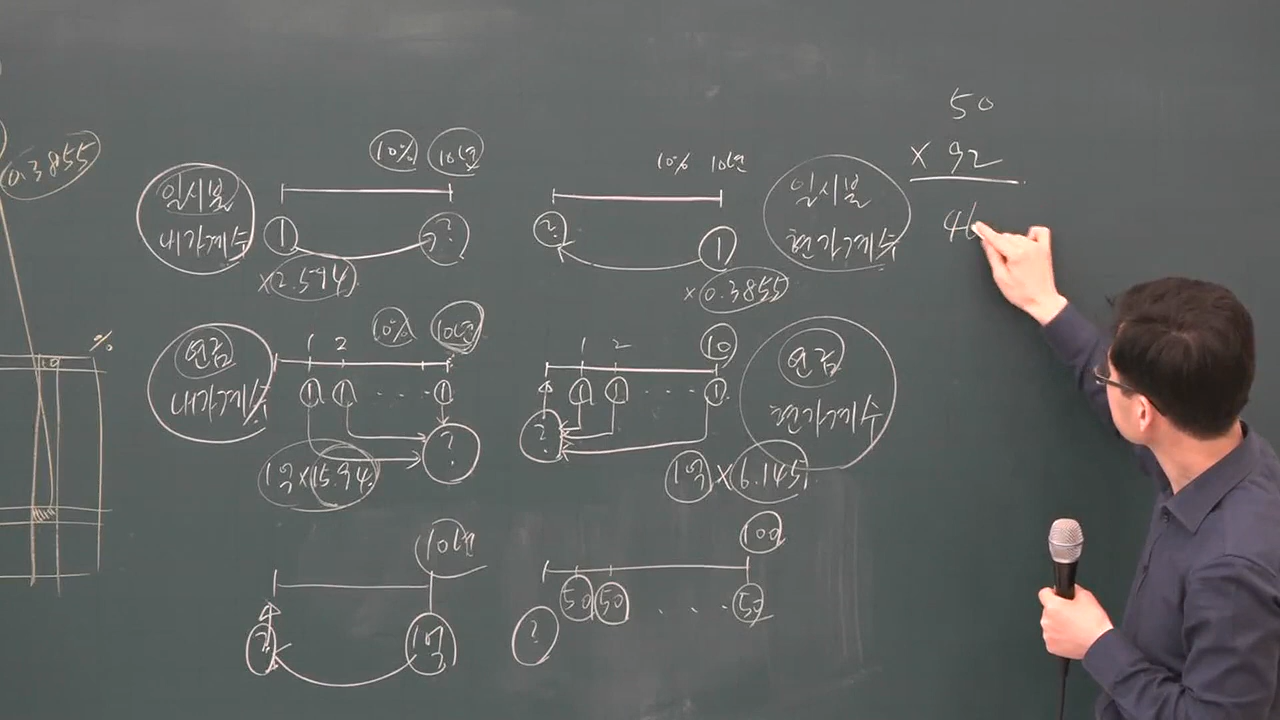 0.3855
%
1.0
10% 10년
일시불
내가계수
1
?
×2.594
10% 10년
?
1
×0.3855
일시불
현가계수
50
× 92
46
연금
내가계수
1 2
10% 10년
1 1 · · · · 1
?
1억×15.94
1 2
10
1 1 · · · · 1
?
1억×6.145
연금
현가계수
10년
?
1억
100
50 50 · · · · 50
?